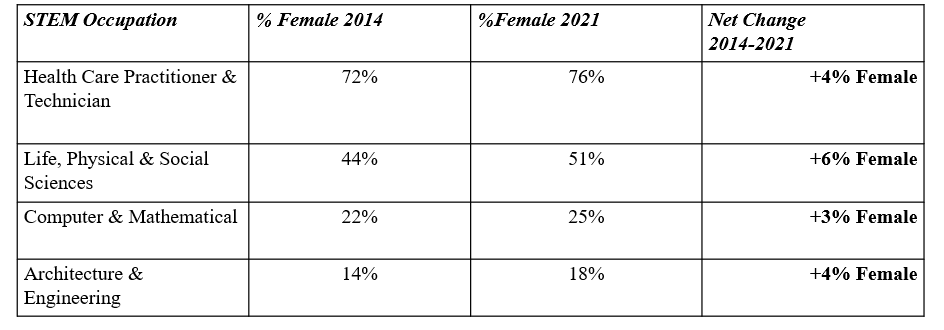 STEM Occupation % Female 2014 %Female 2021 Net Change
2014-2021
Health Care Practitioner & 72% 76% +4% Female
Technician
Life, Physical & Social 44% 51% +6% Female
Sciences
Computer & Mathematical 22% 25% +3% Female
Architecture & 14% 18% +4% Female
Engineering